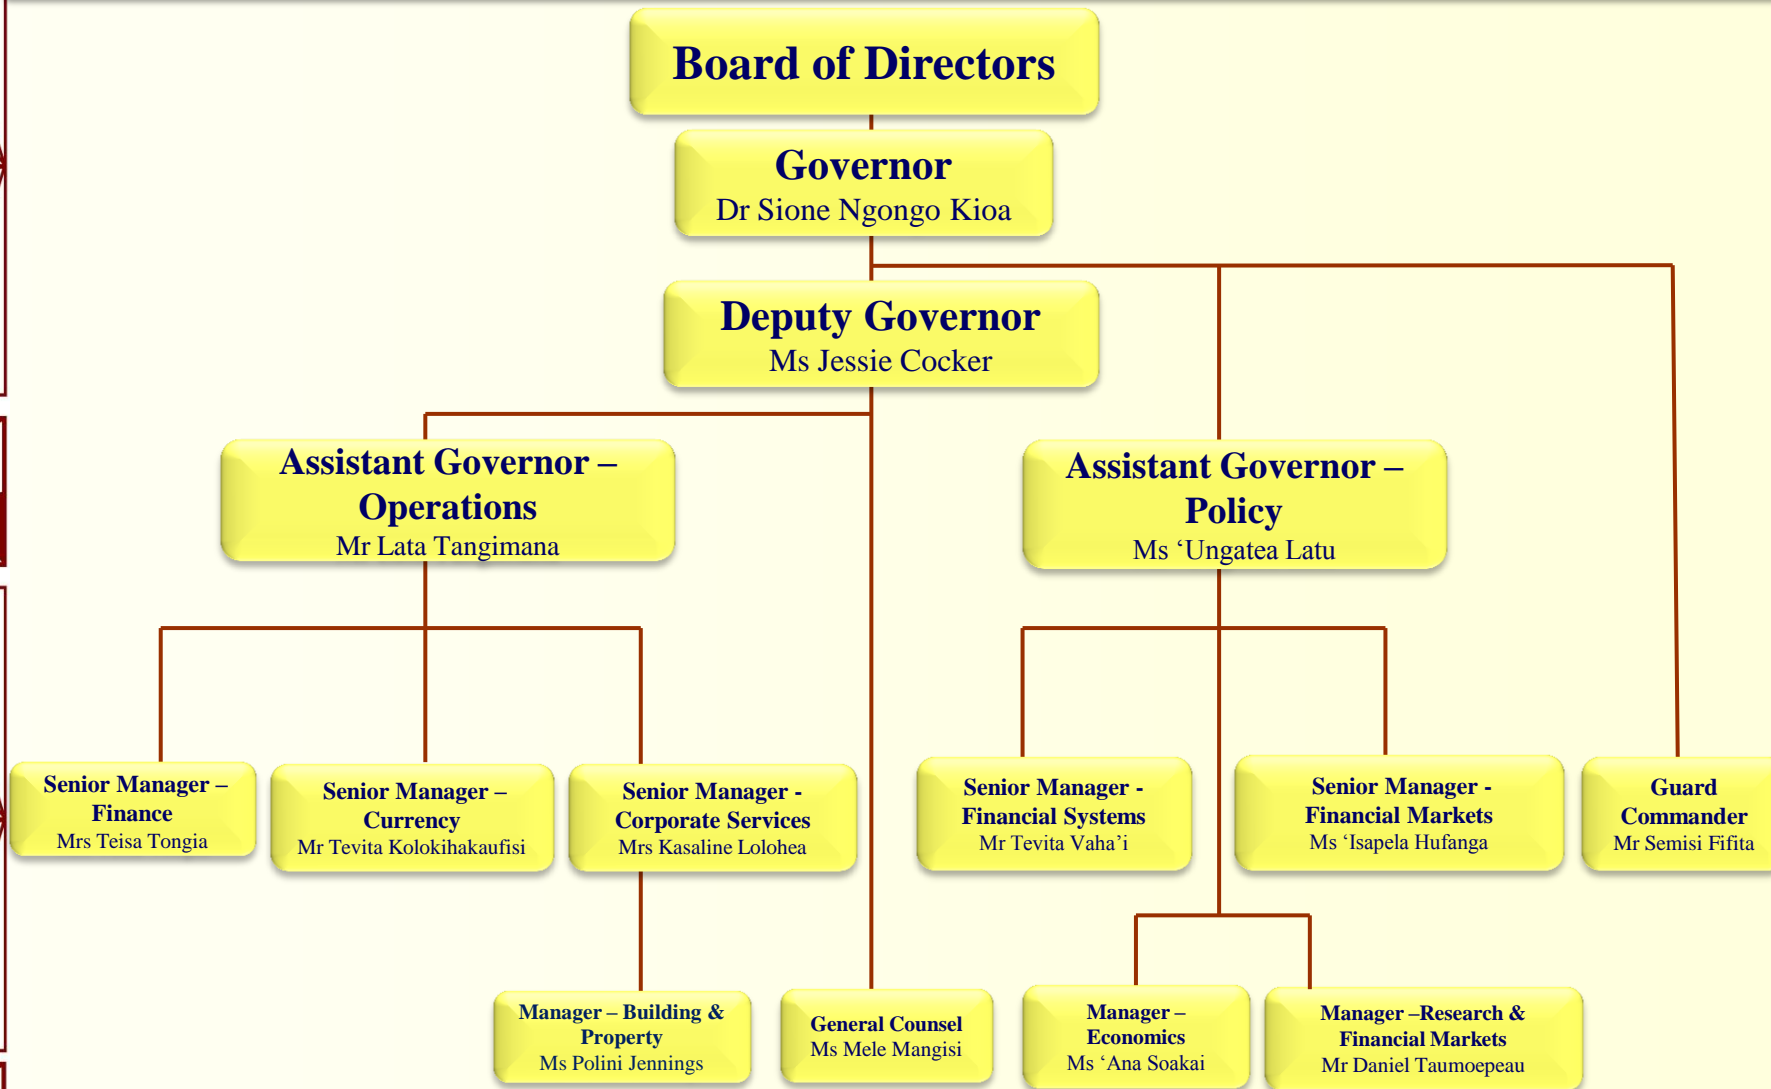 Board of Directors
Governor
Dr Sione Ngongo Kioa
Deputy Governor
Ms Jessie Cocker
Assistant Governor –
Operations
Mr Lata Tangimana
Assistant Governor –
Policy
Ms ‘Ungatea Latu
Senior Manager –
Finance
Mrs Teisa Tongia
Senior Manager –
Currency
Mr Tevita Kolokihakaufisi
Senior Manager -
Corporate Services
Mrs Kasaline Lolohea
Senior Manager -
Financial Systems
Mr Tevita Vaha’i
Senior Manager -
Financial Markets
Ms ‘Isapela Hufanga
Guard
Commander
Mr Semisi Fifita
Manager – Building &
Property
Ms Polini Jennings
General Counsel
Ms Mele Mangisi
Manager –
Economics
Ms ‘Ana Soakai
Manager –Research &
Financial Markets
Mr Daniel Taumoepeau